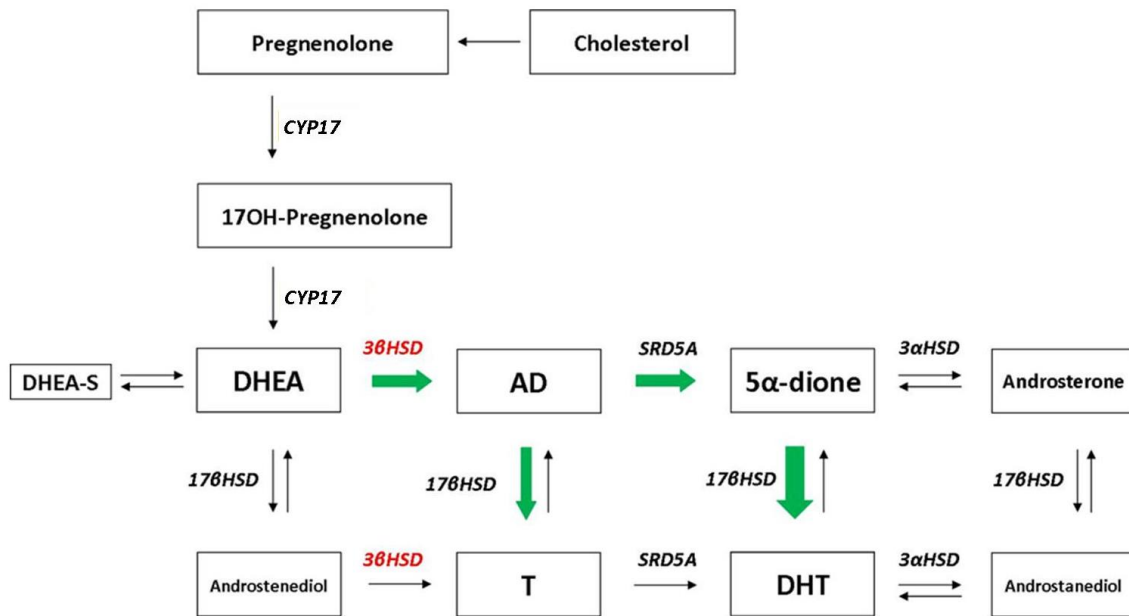 Pregnenolone
Cholesterol
CYP17
17OH-Pregnenolone
CYP17
3βHSD
SRD5A
3αHSD
DHEA-S
DHEA
AD
5α-dione
Androsterone
17βHSD
17βHSD
17βHSD
17βHSD
3βHSD
SRD5A
3αHSD
Androstenediol
T
DHT
Androstanediol